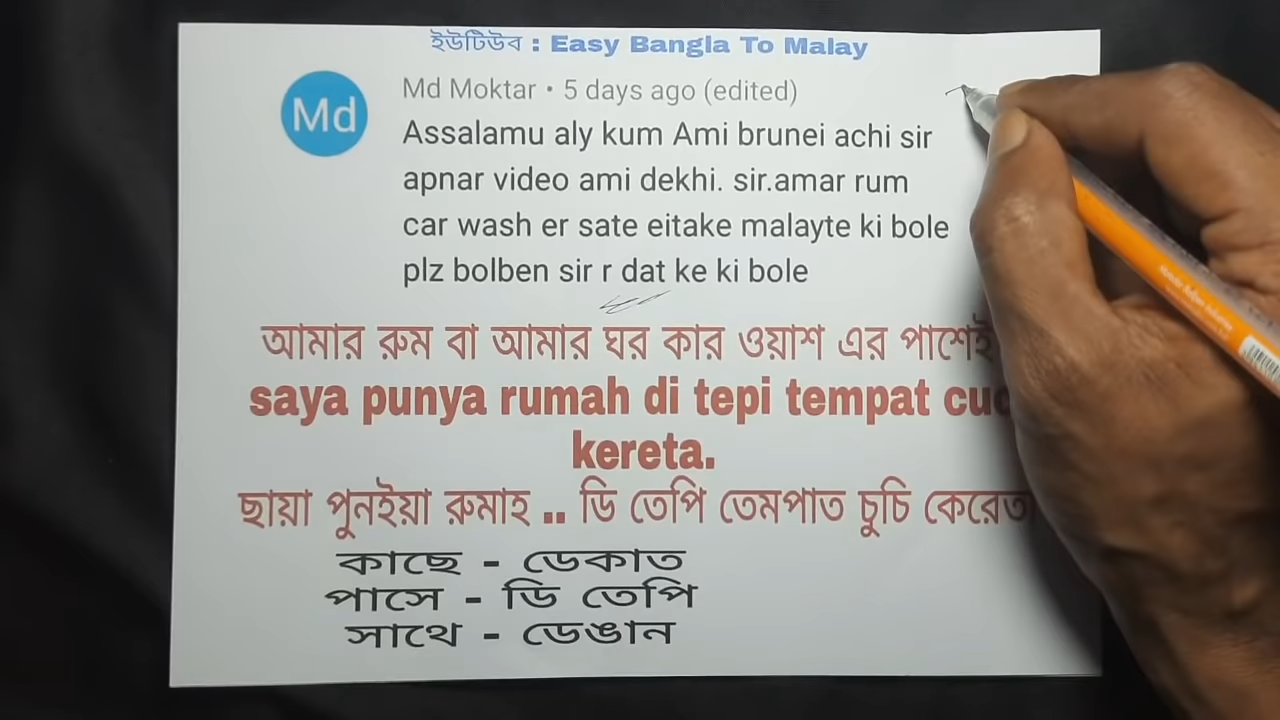 ইউটিউব : Easy Bangla To Malay
Md
Md Moktar • 5 days ago (edited)
Assalamu aly kum Ami brunei achi sir
apnar video ami dekhi. sir.amar rum
car wash er sate eitake malayte ki bole
plz bolben sir r dat ke ki bole
আমার রুম বা আমার ঘর কার ওয়াশ এর পাশেই
saya punya rumah di tepi tempat
kereta.
ছায়া পুনইয়া রুমাহ .. ডি তেপি তেমপাত চুচি কেরেত
কাছে - ডেকাত
পাসে - ডি তেপি
সাথে - ডেঙান